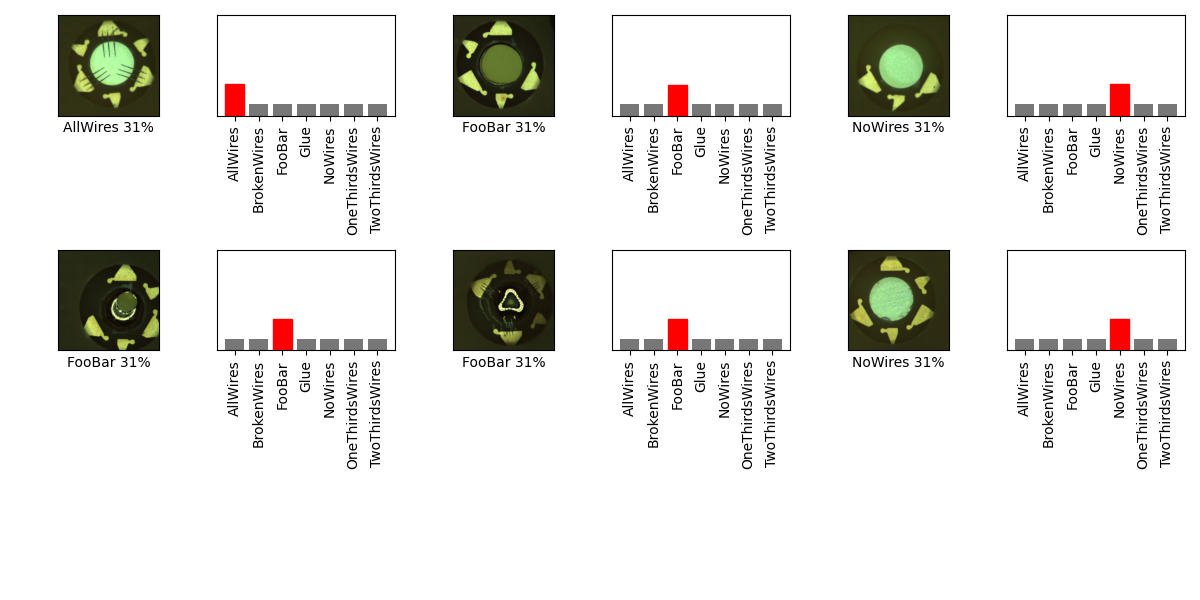 AllWires 31%
AllWires
BrokenWires
FooBar
Glue
NoWires
OneThirdsWires
TwoThirdsWires
FooBar 31%
AllWires
BrokenWires
FooBar
Glue
NoWires
OneThirdsWires
TwoThirdsWires
NoWires 31%
AllWires
BrokenWires
FooBar
Glue
NoWires
OneThirdsWires
TwoThirdsWires
FooBar 31%
AllWires
BrokenWires
FooBar
Glue
NoWires
OneThirdsWires
TwoThirdsWires
FooBar 31%
AllWires
BrokenWires
FooBar
Glue
NoWires
OneThirdsWires
TwoThirdsWires
NoWires 31%
AllWires
BrokenWires
FooBar
Glue
NoWires
OneThirdsWires
TwoThirdsWires